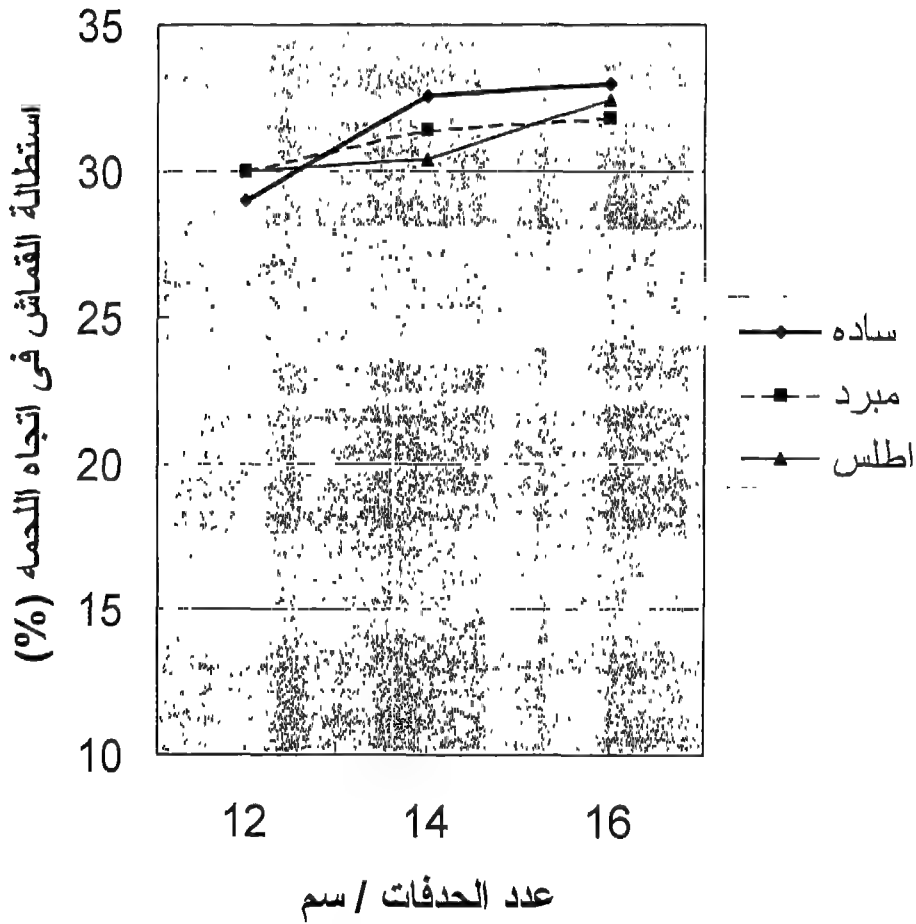 استطالة القماش فى اتجاه اللحمه (%)
35
30
25
20
15
10
12 14 16
عدد الحدفات / سم
ساده
مبرد
اطلس